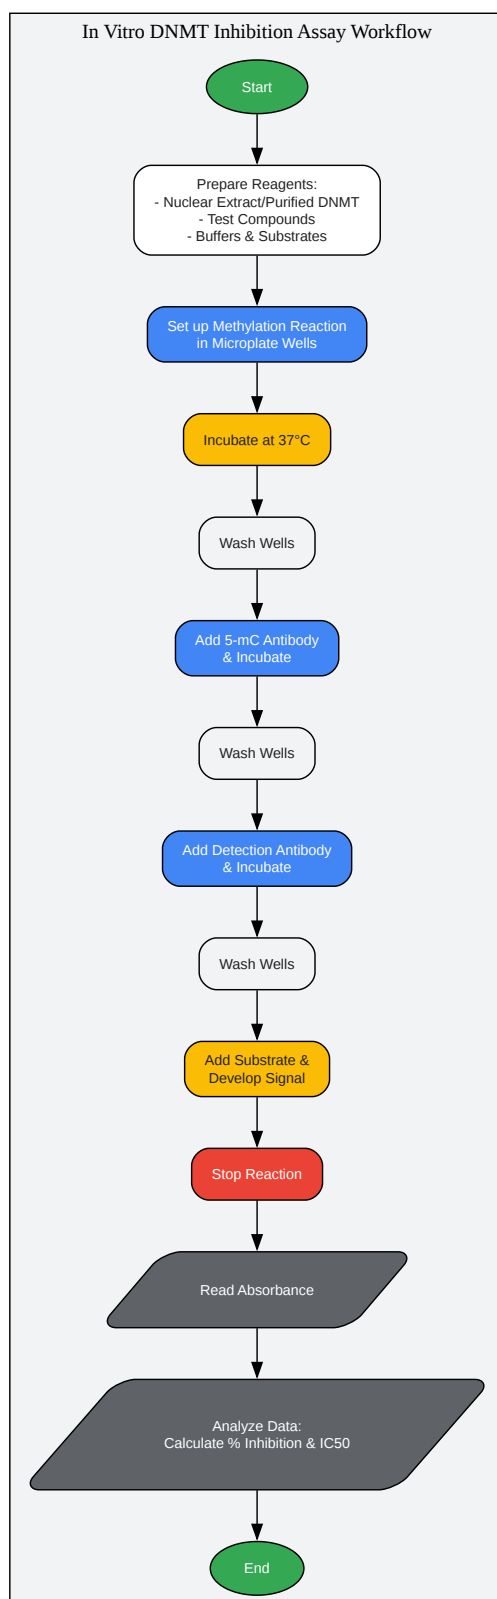 In Vitro DNMT Inhibition Assay Workflow
Start
Prepare Reagents:
- Nuclear Extract/Purified DNMT
- Test Compounds
- Buffers & Substrates
Set up Methylation Reaction
in Microplate Wells
Incubate at 37°C
Wash Wells
Add 5-mC Antibody
& Incubate
Wash Wells
Add Detection Antibody
& Incubate
Wash Wells
Add Substrate &
Develop Signal
Stop Reaction
Read Absorbance
Analyze Data:
Calculate % Inhibition & IC50
End